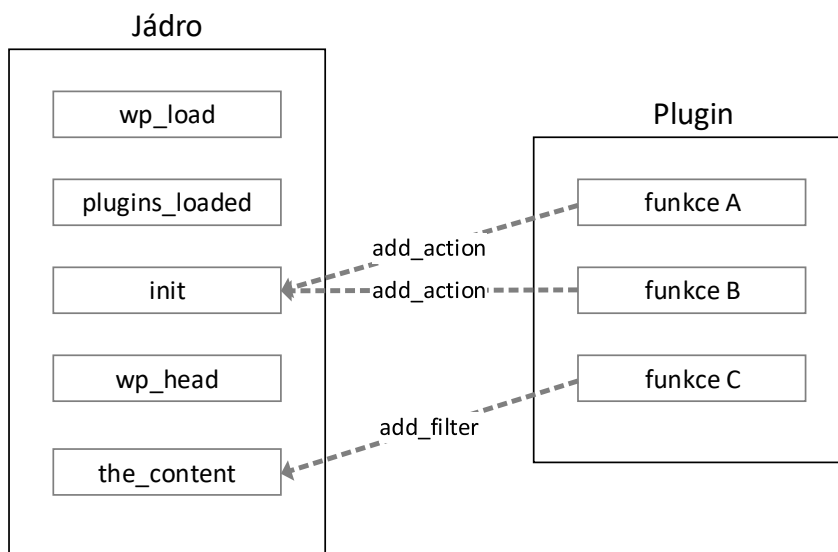 Jádro
wp_load
plugins_loaded
init
wp_head
the_content
add_action
add_action
add_filter
Plugin
funkce A
funkce B
funkce C